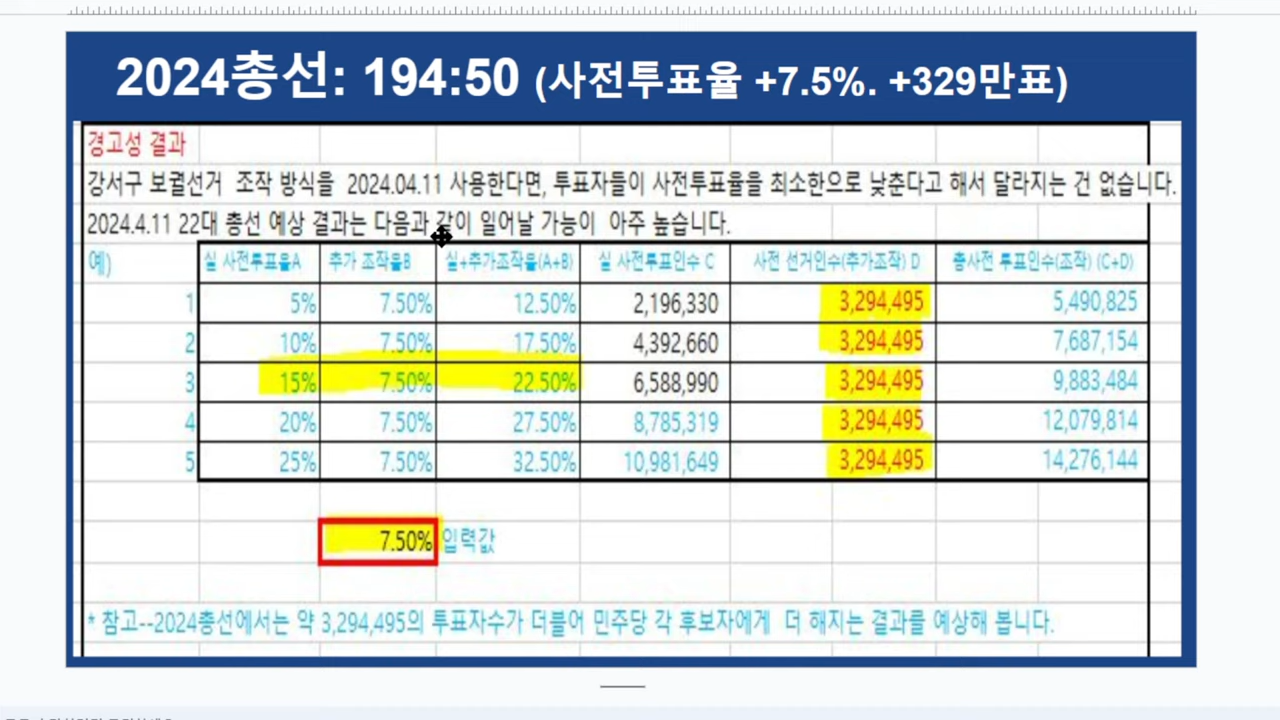 2024총선: 194:50 (사전투표율 +7.5%. +329만표)
경고성 결과
강서구 보궐선거 조작 방식을 2024.04.11 사용한다면, 투표자들이 사전투표율을 최소한으로 낮춘다고 해서 달라지는 건 없습니다.
2024.4.11 22대 총선 예상 결과는 다음과 같이 일어날 가능이 아주 높습니다.
예) 실 사전투표율A 추가 조작율B 실+추가조작율(A+B) 실 사전투표인수 C 사전 선거인수(추가조작) D 총사전 투표인수(조작) (C+D)
1 5% 7.50% 12.50% 2,196,330 3,294,495 5,490,825
2 10% 7.50% 17.50% 4,392,660 3,294,495 7,687,154
3 15% 7.50% 22.50% 6,588,990 3,294,495 9,883,484
4 20% 7.50% 27.50% 8,785,319 3,294,495 12,079,814
5 25% 7.50% 32.50% 10,981,649 3,294,495 14,276,144
7.50% 입력값
* 참고--2024총선에서는 약 3,294,495의 투표자수가 더불어 민주당 각 후보자에게 더 해지는 결과를 예상해 봅니다.